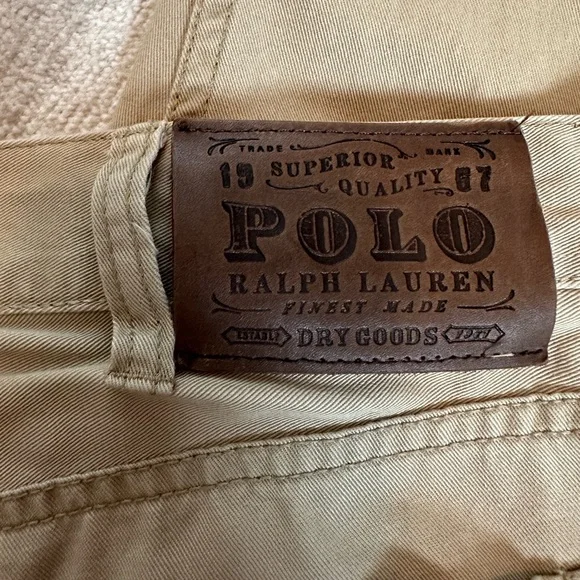 TRADE MARK
19 SUPERIOR 67
QUALITY
POLO
RALPH LAUREN
FINEST MADE
DRY GOODS